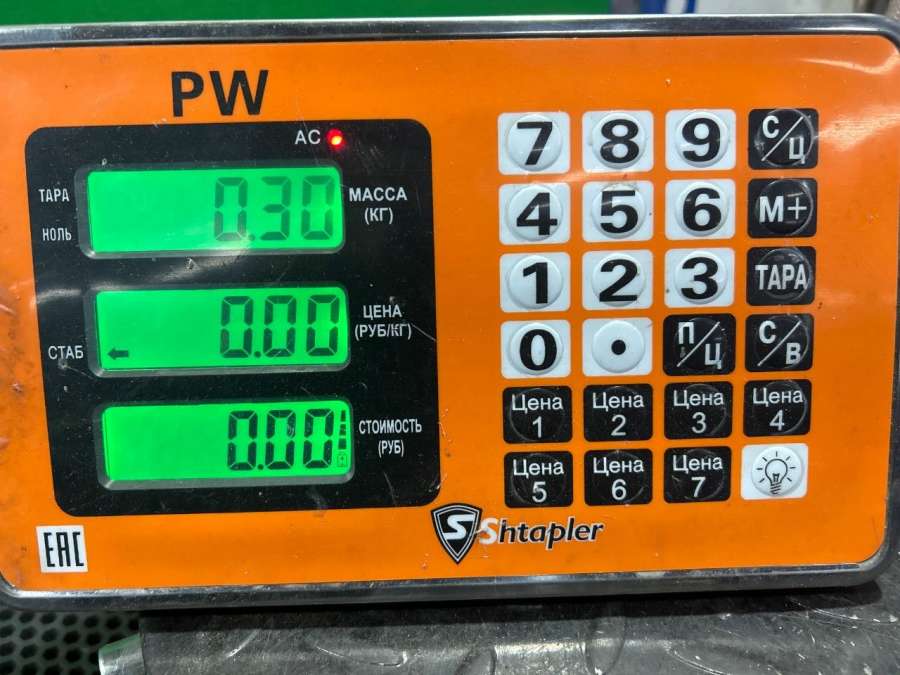 PW
AC
ТАРА
НОЛЬ
0.30
МАССА
(КГ)
СТАБ
0.00
ЦЕНА
(РУБ/КГ)
0.00
СТОИМОСТЬ
(РУБ)
7 8 9 С/Ц
4 5 6 М+
1 2 3 ТАРА
0 • П/Ц С/В
Цена 1 Цена 2 Цена 3 Цена 4
Цена 5 Цена 6 Цена 7
EAC
S Shtapler